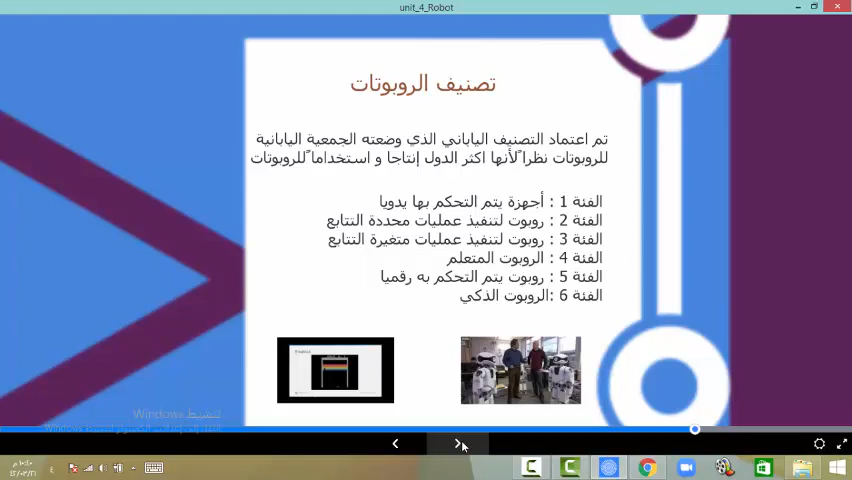 unit_4_Robot
تصنيف الروبوتات
تم اعتماد التصنيف الياباني الذي وضعته الجمعية اليابانية
للروبوتات نظراً لأنها اكثر الدول إنتاجا و استخداماً للروبوتات
الفئة 1 : أجهزة يتم التحكم بها يدويا
الفئة 2 : روبوت لتنفيذ عمليات محددة التتابع
الفئة 3 : روبوت لتنفيذ عمليات متغيرة التتابع
الفئة 4 : الروبوت المتعلم
الفئة 5 : روبوت يتم التحكم به رقميا
الفئة 6 :الروبوت الذكي
تنشيط Windows